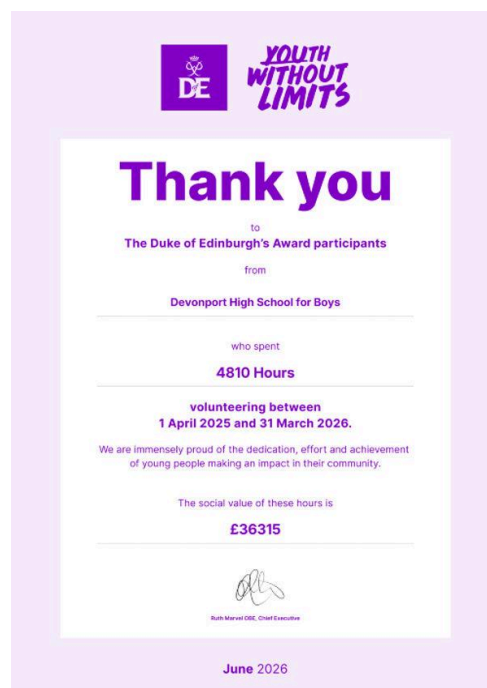 DofE
YOUTH
WITHOUT
LIMITS
Thank you
to
The Duke of Edinburgh's Award participants
from
Devonport High School for Boys
who spent
4810 Hours
volunteering between
1 April 2025 and 31 March 2026.
We are immensely proud of the dedication, effort and achievement
of young people making an impact in their community.
The social value of these hours is
£36315
Ruth Marvel OBE, Chief Executive
June 2026